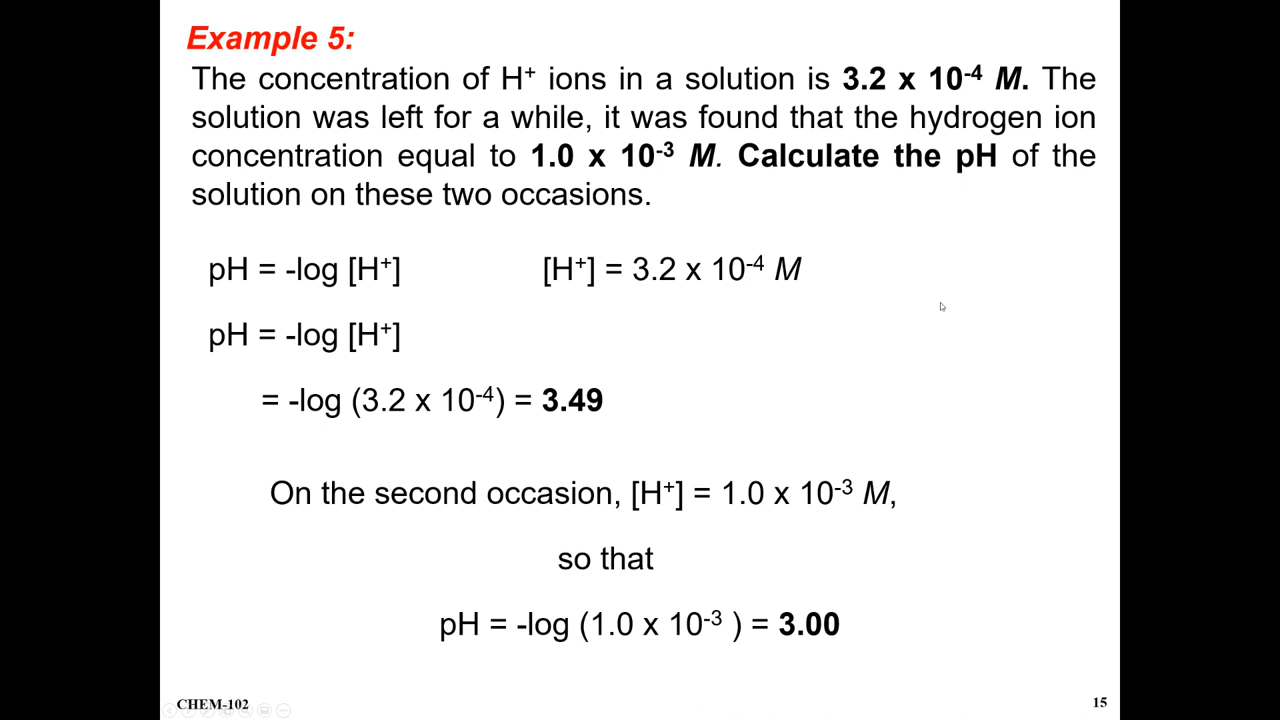 Example 5:
The concentration of H⁺ ions in a solution is 3.2 x 10⁻⁴ M. The
solution was left for a while, it was found that the hydrogen ion
concentration equal to 1.0 x 10⁻³ M. Calculate the pH of the
solution on these two occasions.
pH = -log [H⁺] [H⁺] = 3.2 x 10⁻⁴ M
pH = -log [H⁺]
= -log (3.2 x 10⁻⁴) = 3.49
On the second occasion, [H⁺] = 1.0 x 10⁻³ M,
so that
pH = -log (1.0 x 10⁻³ ) = 3.00
CHEM-102 15